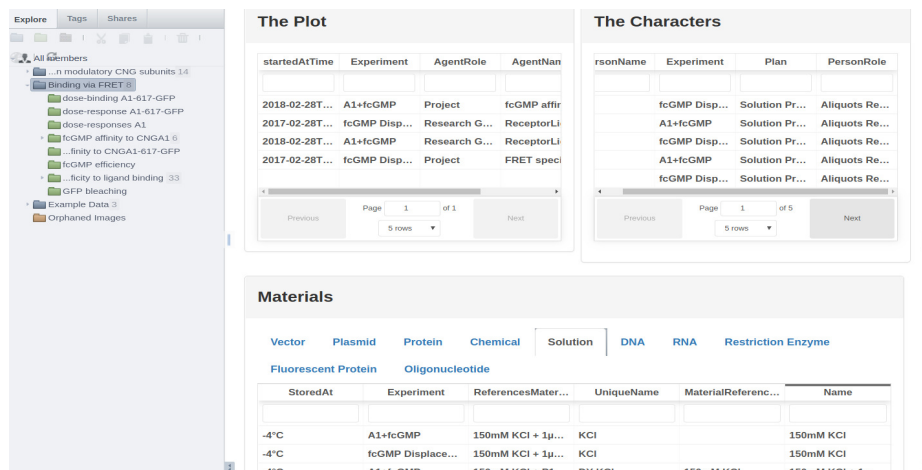 Explore Tags Shares
All members
...n modulatory CNG subunits 14
Binding via FRET 8
dose-binding A1-617-GFP
dose-response A1-617-GFP
dose-responses A1
fcGMP affinity to CNGA1 6
...finity to CNGA1-617-GFP
fcGMP efficiency
...ficity to ligand binding 33
GFP bleaching
Example Data 3
Orphaned Images
The Plot
startedAtTime Experiment AgentRole AgentNam
2018-02-28T... A1+fcGMP Project fcGMP affin
2017-02-28T... fcGMP Disp... Research G... ReceptorLi
2018-02-28T... A1+fcGMP Research G... ReceptorLi
2017-02-28T... fcGMP Disp... Project FRET speci
Previous Page 1 of 1 Next
5 rows
The Characters
rsonName Experiment Plan PersonRole
fcGMP Disp... Solution Pr... Aliquots Re...
A1+fcGMP Solution Pr... Aliquots Re...
fcGMP Disp... Solution Pr... Aliquots Re...
A1+fcGMP Solution Pr... Aliquots Re...
fcGMP Disp... Solution Pr... Aliquots Re...
Previous Page 1 of 5 Next
5 rows
Materials
Vector Plasmid Protein Chemical Solution DNA RNA Restriction Enzyme
Fluorescent Protein Oligonucleotide
StoredAt Experiment ReferencesMater... UniqueName MaterialReferenc... Name
-4°C A1+fcGMP 150mM KCl + 1µ... KCl 150mM KCl
-4°C fcGMP Displace... 150mM KCl + 1µ... KCl 150mM KCl